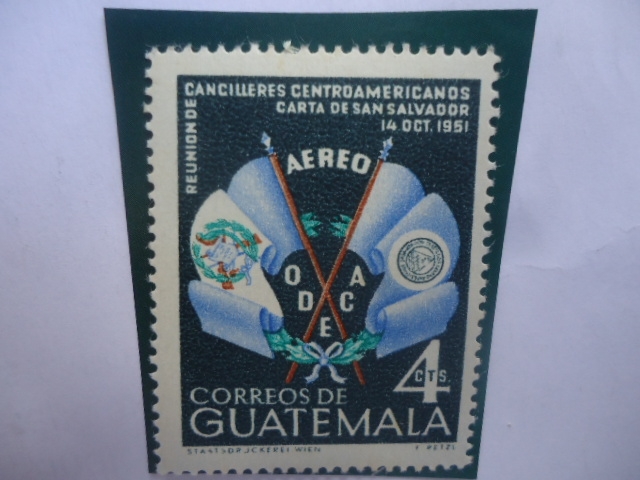 REUNION DE
CANCILLERES CENTROAMERICANOS
CARTA DE SAN SALVADOR
14 OCT. 1951
AEREO
ODECA
4 CTS.
CORREOS DE
GUATEMALA
STAATSDRUCKEREI WIEN